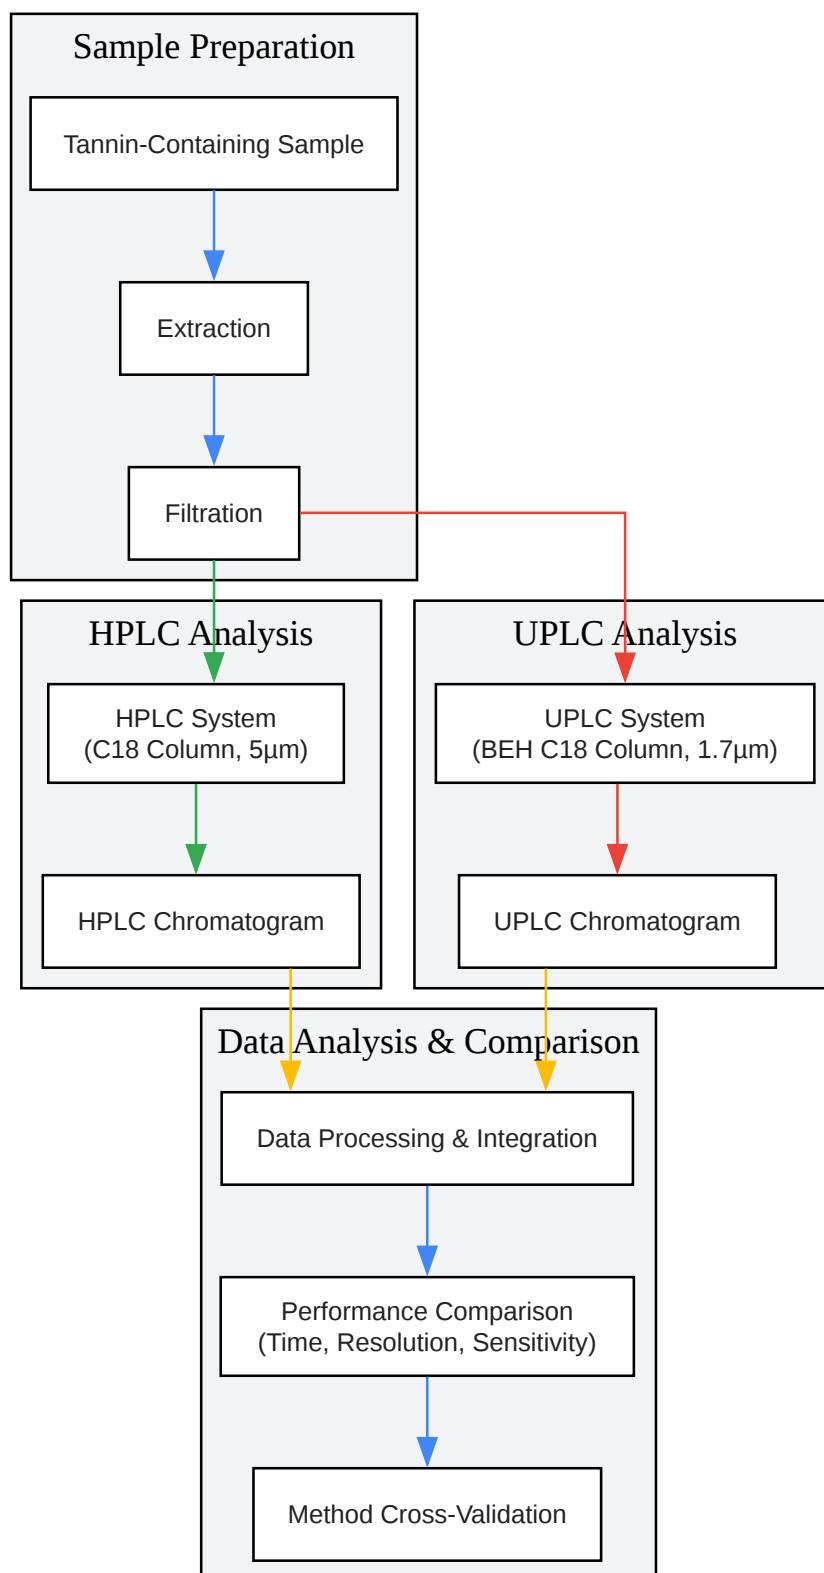 Sample Preparation
Tannin-Containing Sample
Extraction
Filtration
HPLC Analysis
HPLC System
(C18 Column, 5µm)
HPLC Chromatogram
UPLC Analysis
UPLC System
(BEH C18 Column, 1.7µm)
UPLC Chromatogram
Data Analysis & Comparison
Data Processing & Integration
Performance Comparison
(Time, Resolution, Sensitivity)
Method Cross-Validation